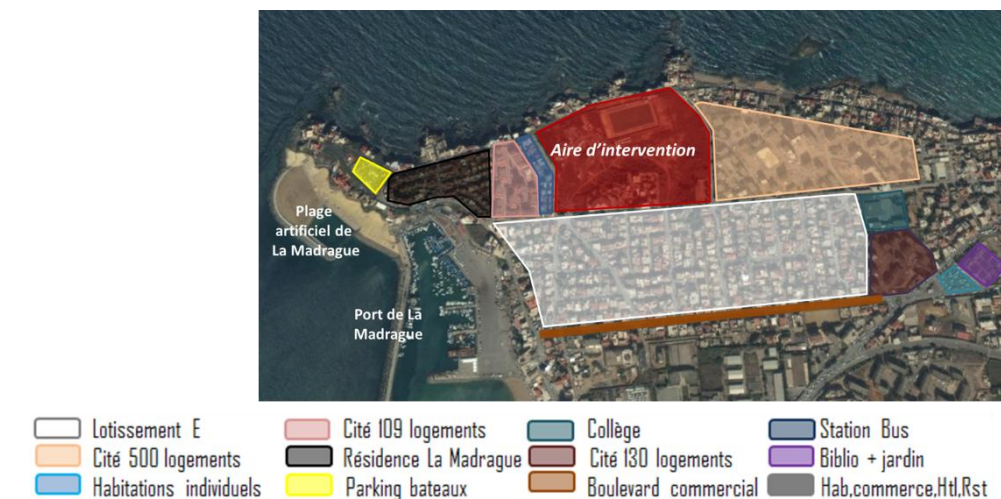 Aire d'intervention
Plage
artificiel de
La Madrague
Port de La
Madrague
Lotissement E
Cité 109 logements
Collège
Station Bus
Cité 500 logements
Résidence La Madrague
Cité 130 logements
Biblio + jardin
Habitations individuels
Parking bateaux
Boulevard commercial
Hab,commerce,Htl,Rst